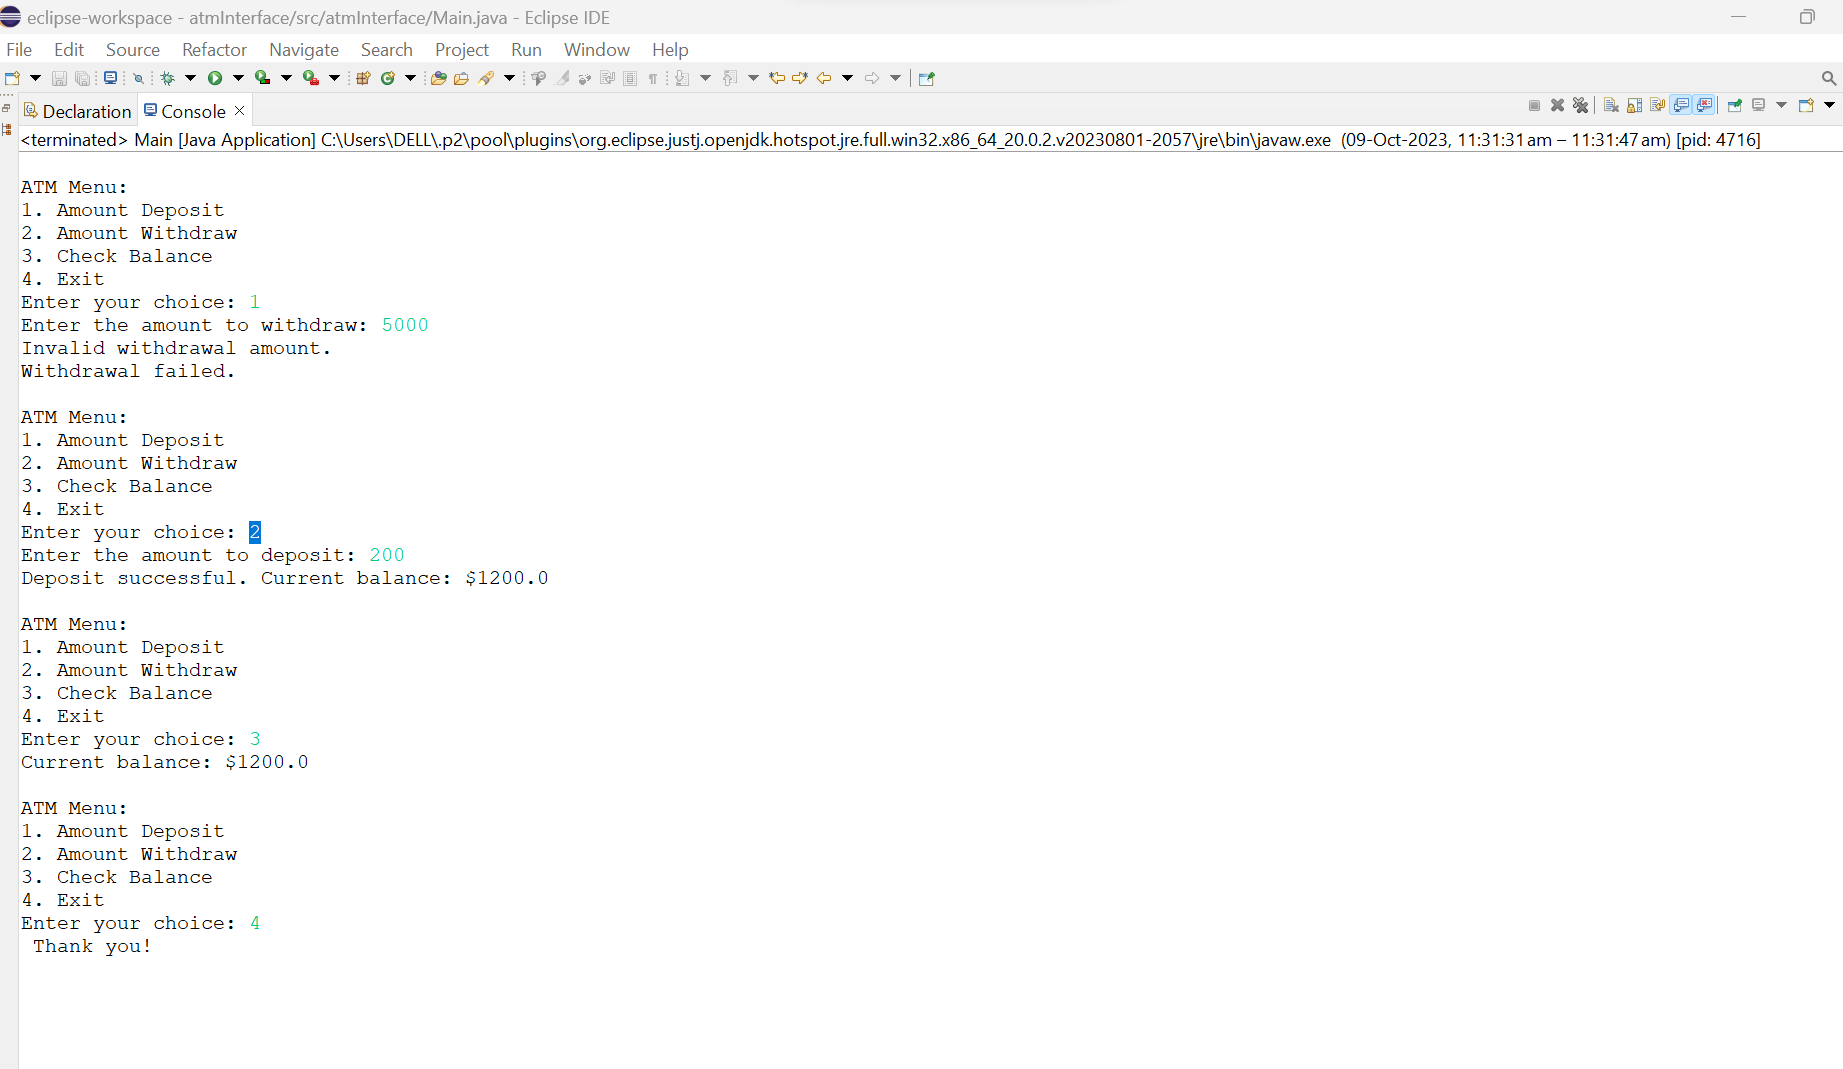 eclipse-workspace - atmInterface/src/atmInterface/Main.java - Eclipse IDE
File Edit Source Refactor Navigate Search Project Run Window Help
Declaration Console
<terminated> Main [Java Application] C:\Users\DELL\.p2\pool\plugins\org.eclipse.justj.openjdk.hotspot.jre.full.win32.x86_64_20.0.2.v20230801-2057\jre\bin\javaw.exe (09-Oct-2023, 11:31:31 am – 11:31:47 am) [pid: 4716]
ATM Menu:
1. Amount Deposit
2. Amount Withdraw
3. Check Balance
4. Exit
Enter your choice: 1
Enter the amount to withdraw: 5000
Invalid withdrawal amount.
Withdrawal failed.
ATM Menu:
1. Amount Deposit
2. Amount Withdraw
3. Check Balance
4. Exit
Enter your choice: 2
Enter the amount to deposit: 200
Deposit successful. Current balance: $1200.0
ATM Menu:
1. Amount Deposit
2. Amount Withdraw
3. Check Balance
4. Exit
Enter your choice: 3
Current balance: $1200.0
ATM Menu:
1. Amount Deposit
2. Amount Withdraw
3. Check Balance
4. Exit
Enter your choice: 4
Thank you!